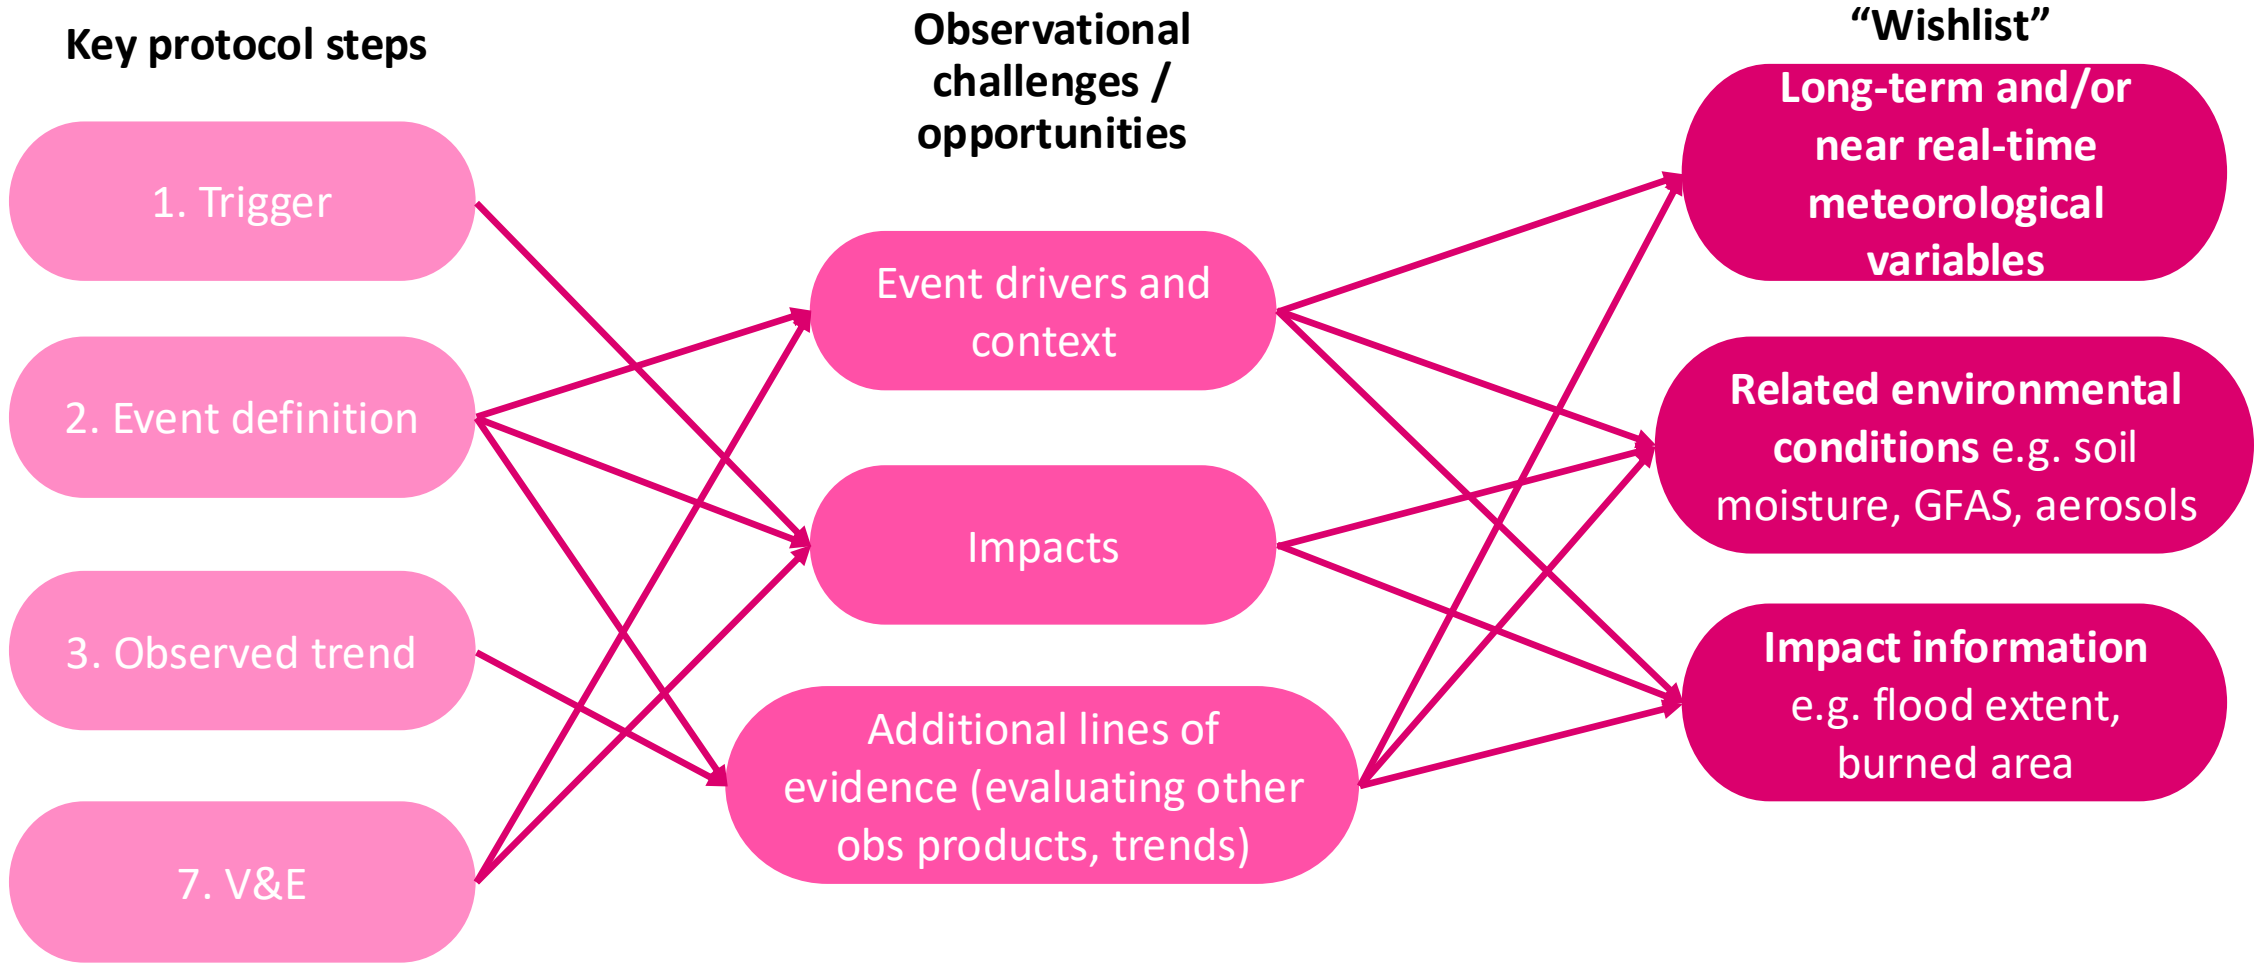 Key protocol steps
1. Trigger
2. Event definition
3. Observed trend
7. V&E
Observational
challenges /
opportunities
Event drivers and
context
Impacts
Additional lines of
evidence (evaluating other
obs products, trends)
“Wishlist”
Long-term and/or
near real-time
meteorological
variables
Related environmental
conditions e.g. soil
moisture, GFAS, aerosols
Impact information
e.g. flood extent,
burned area